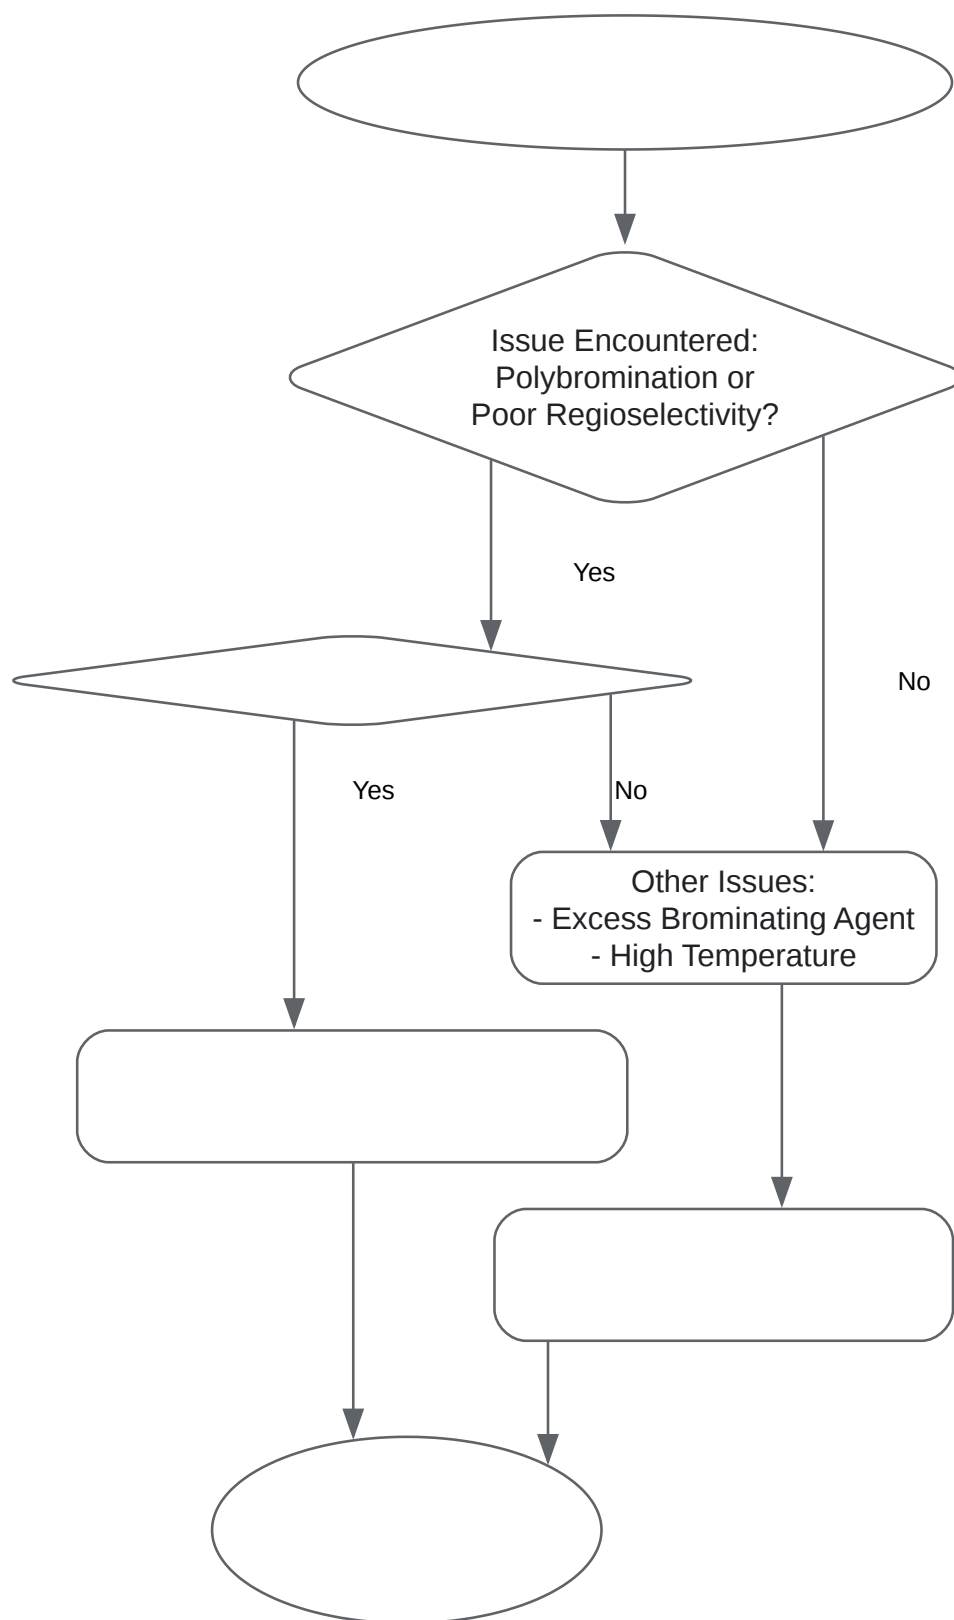 Issue Encountered:
Polybromination or
Poor Regioselectivity?
Yes
No
Yes
No
Other Issues:
- Excess Brominating Agent
- High Temperature